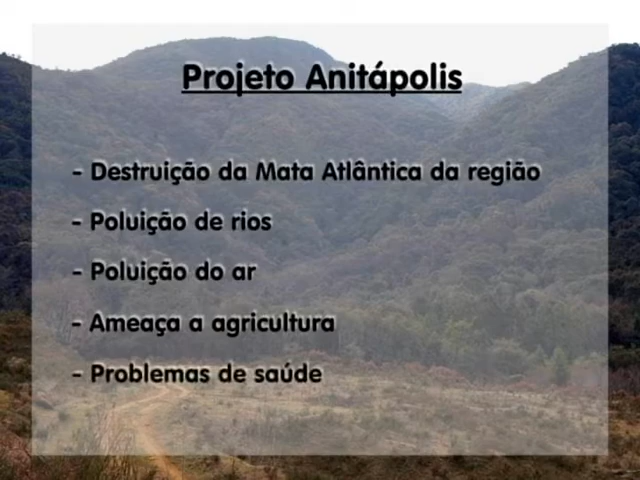 Projeto Anitápolis
- Destruição da Mata Atlântica da região
- Poluição de rios
- Poluição do ar
- Ameaça a agricultura
- Problemas de saúde